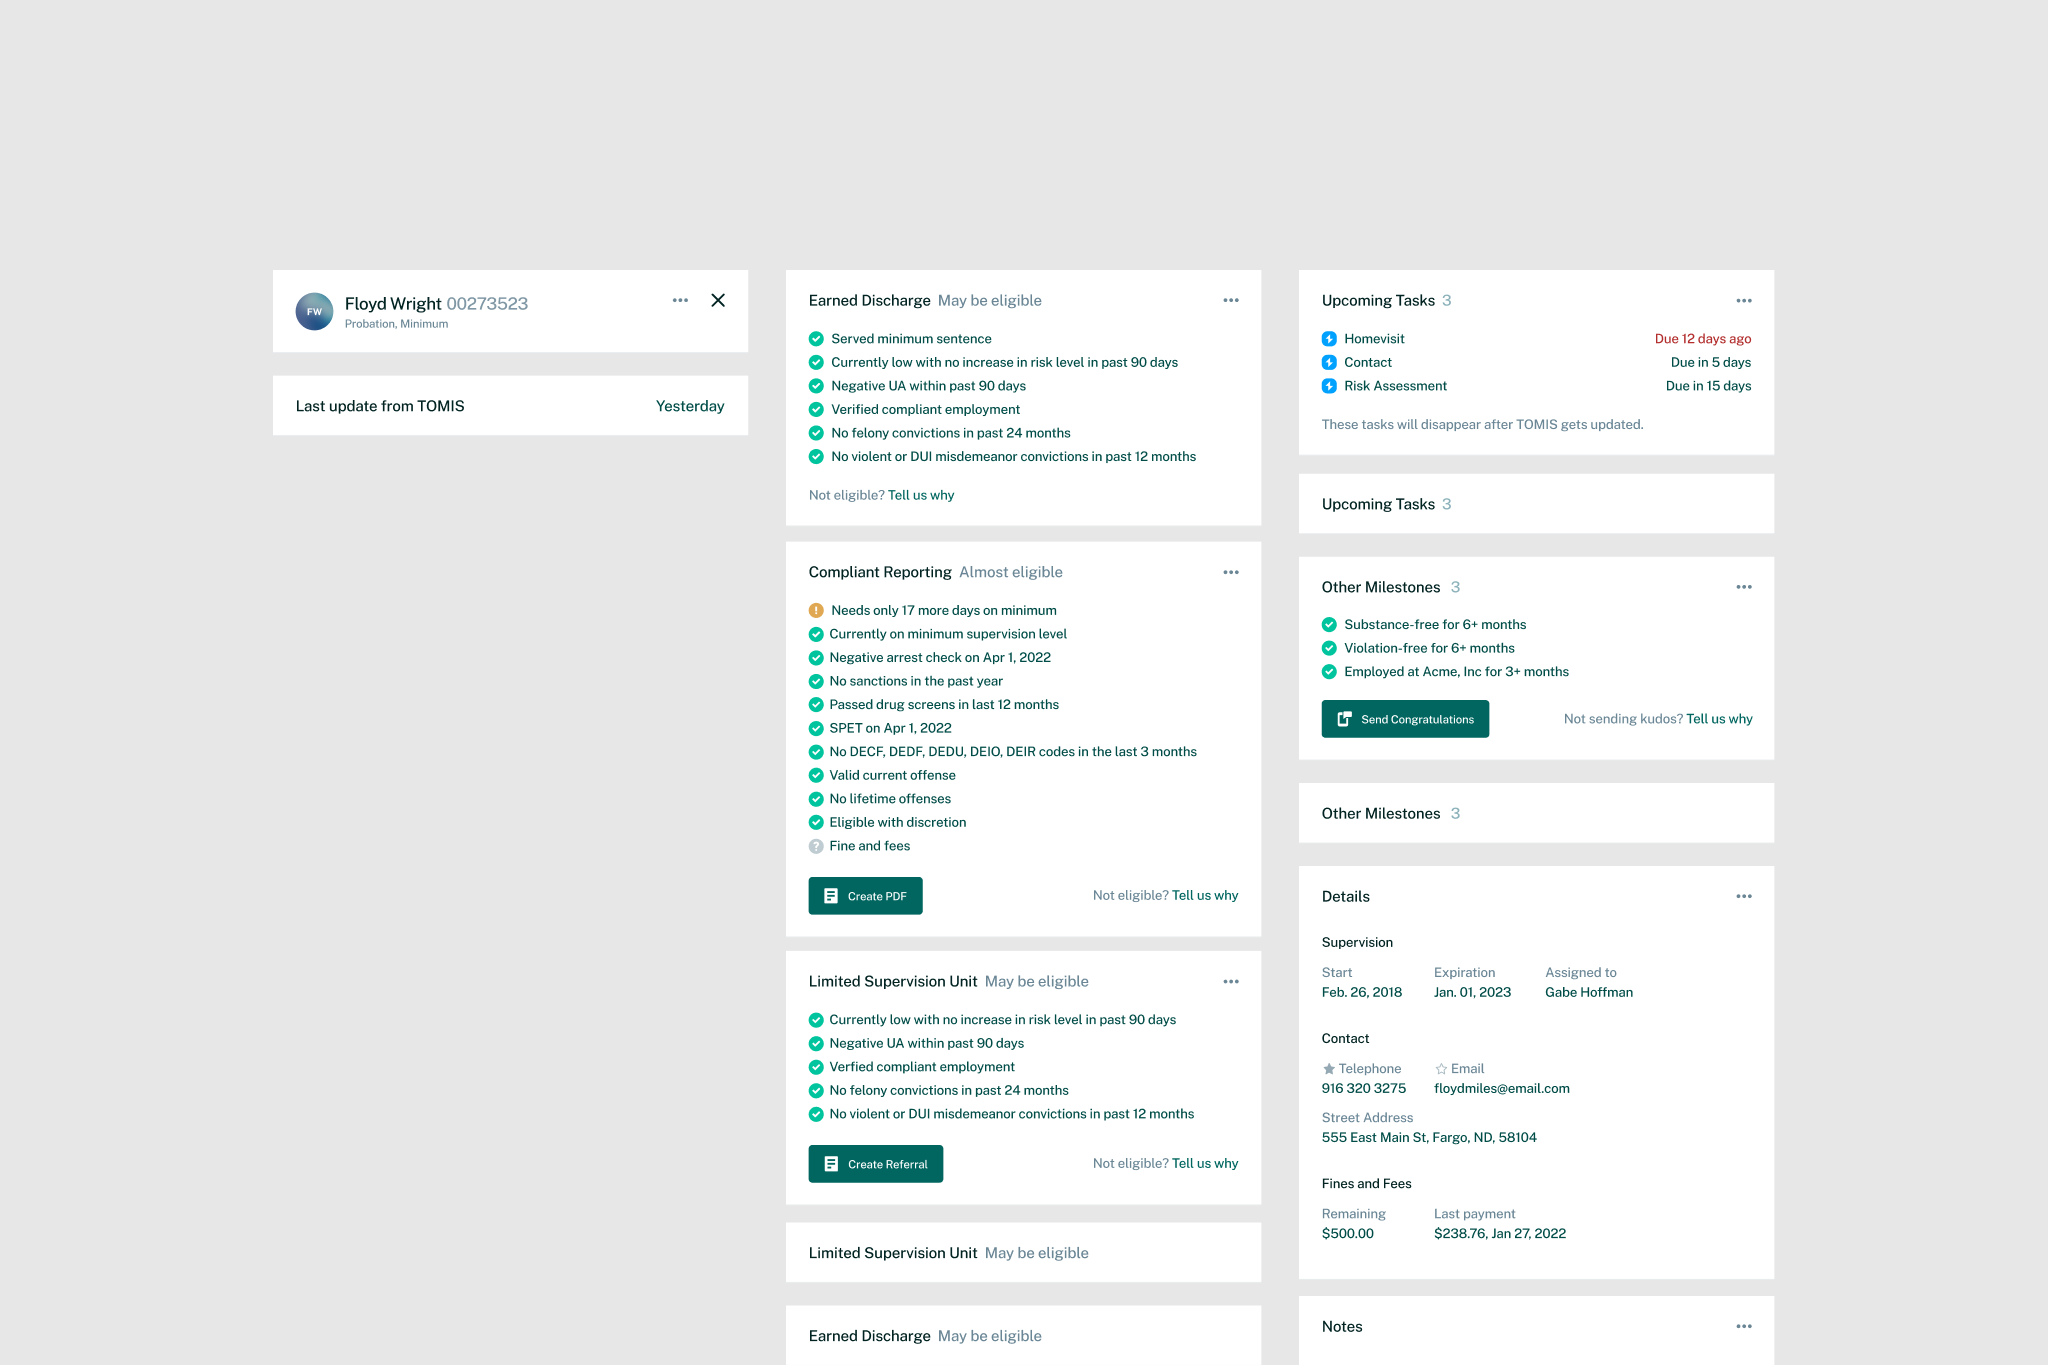 FW
Floyd Wright 00273523
Probation, Minimum
Last update from TOMIS Yesterday
Earned Discharge May be eligible
Served minimum sentence
Currently low with no increase in risk level in past 90 days
Negative UA within past 90 days
Verified compliant employment
No felony convictions in past 24 months
No violent or DUI misdemeanor convictions in past 12 months
Not eligible? Tell us why
Compliant Reporting Almost eligible
Needs only 17 more days on minimum
Currently on minimum supervision level
Negative arrest check on Apr 1, 2022
No sanctions in the past year
Passed drug screens in last 12 months
SPET on Apr 1, 2022
No DECF, DEDF, DEDU, DEIO, DEIR codes in the last 3 months
Valid current offense
No lifetime offenses
Eligible with discretion
Fine and fees
Create PDF Not eligible? Tell us why
Limited Supervision Unit May be eligible
Currently low with no increase in risk level in past 90 days
Negative UA within past 90 days
Verfied compliant employment
No felony convictions in past 24 months
No violent or DUI misdemeanor convictions in past 12 months
Create Referral Not eligible? Tell us why
Limited Supervision Unit May be eligible
Earned Discharge May be eligible
Upcoming Tasks 3
Homevisit Due 12 days ago
Contact Due in 5 days
Risk Assessment Due in 15 days
These tasks will disappear after TOMIS gets updated.
Upcoming Tasks 3
Other Milestones 3
Substance-free for 6+ months
Violation-free for 6+ months
Employed at Acme, Inc for 3+ months
Send Congratulations Not sending kudos? Tell us why
Other Milestones 3
Details
Supervision
Start Expiration Assigned to
Feb. 26, 2018 Jan. 01, 2023 Gabe Hoffman
Contact
Telephone Email
916 320 3275 floydmiles@email.com
Street Address
555 East Main St, Fargo, ND, 58104
Fines and Fees
Remaining Last payment
$500.00 $238.76, Jan 27, 2022
Notes